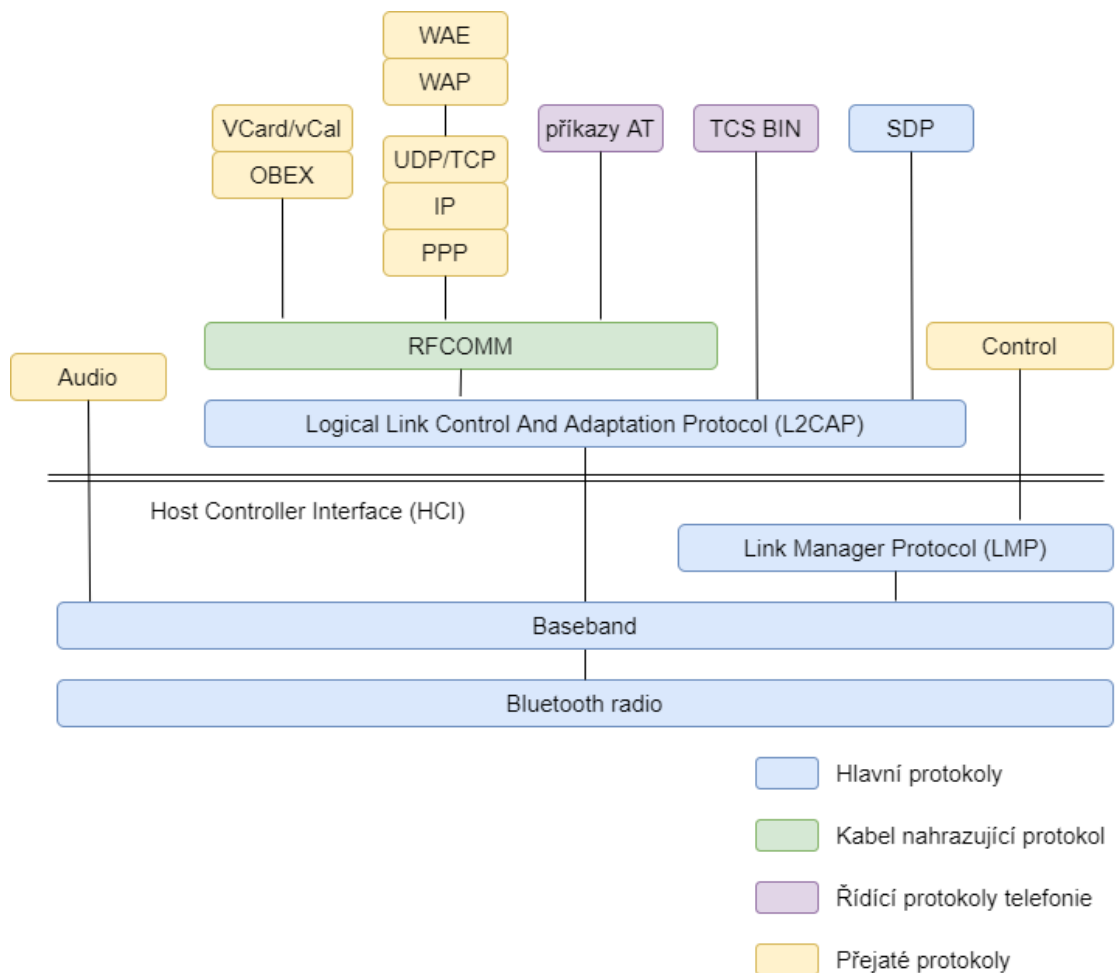 WAE
WAP
VCard/vCal
OBEX
UDP/TCP
IP
PPP
příkazy AT
TCS BIN
SDP
RFCOMM
Control
Audio
Logical Link Control And Adaptation Protocol (L2CAP)
Host Controller Interface (HCI)
Link Manager Protocol (LMP)
Baseband
Bluetooth radio
Hlavní protokoly
Kabel nahrazující protokol
Řídící protokoly telefonie
Přejaté protokoly